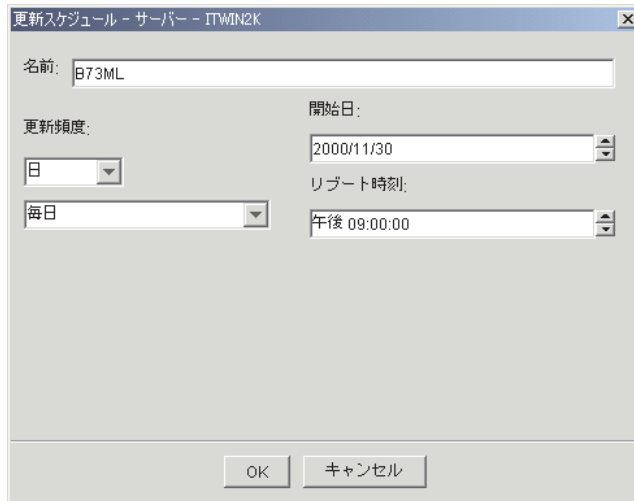 更新スケジュール - サーバー - ITWIN2K
名前: B73ML
更新頻度:
日
毎日
開始日:
2000/11/30
リブート時刻:
午後 09:00:00
OK キャンセル